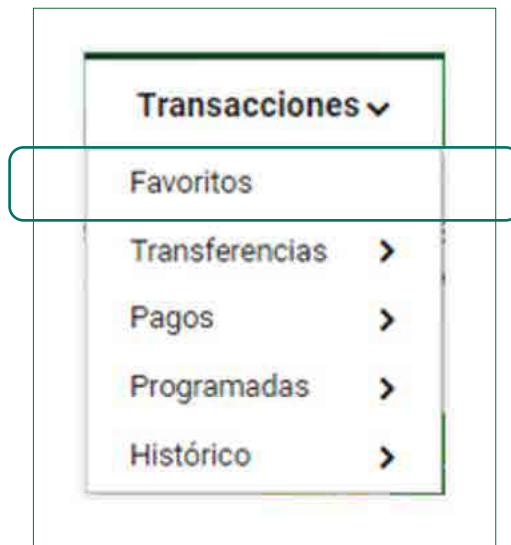 Transacciones
Favoritos
Transferencias
Pagos
Programadas
Histórico